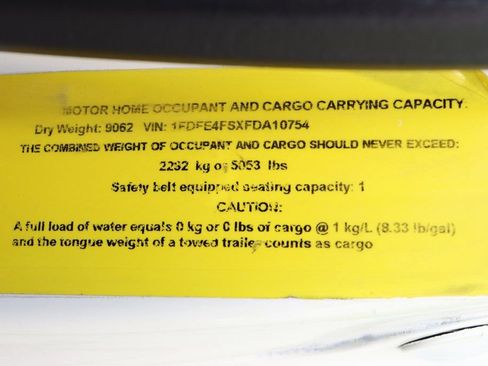 MOTOR HOME OCCUPANT AND CARGO CARRYING CAPACITY:
Dry Weight: 9062 VIN: 1FDFE4FSXFDA10754
THE COMBINED WEIGHT OF OCCUPANT AND CARGO SHOULD NEVER EXCEED:
2292 kg or 5053 lbs
Safety belt equipped seating capacity: 1
CAUTION:
A full load of water equals 0 kg or 0 lbs of cargo @ 1 kg/L (8.33 lb/gal)
and the tongue weight of a towed trailer counts as cargo